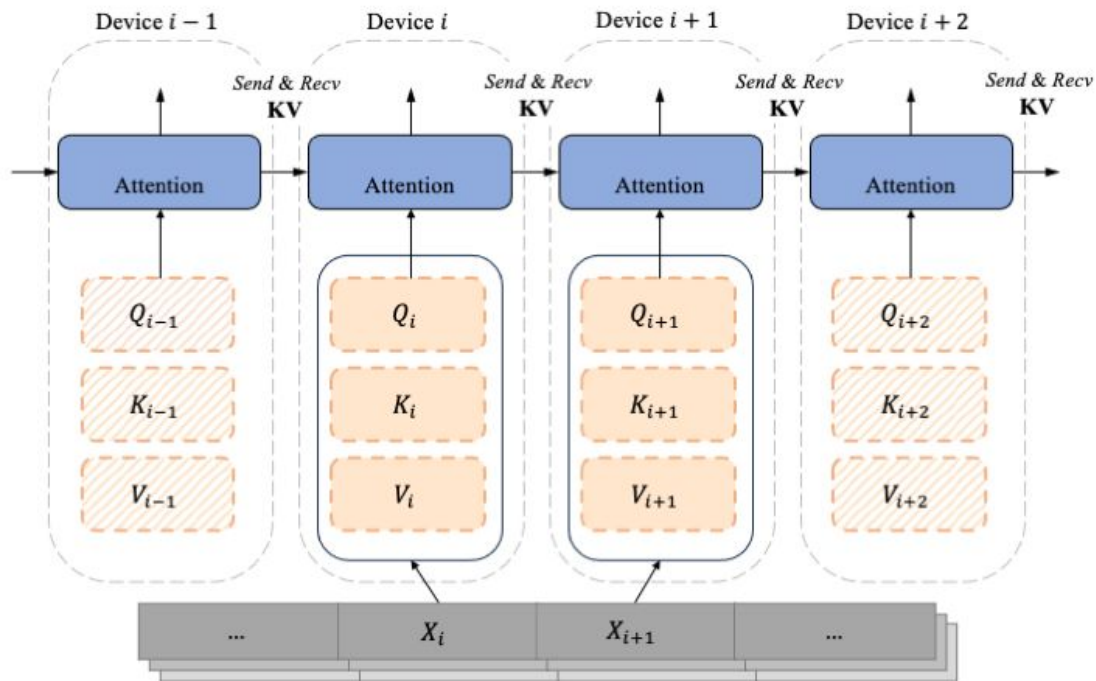 Device i − 1
Device i
Device i + 1
Device i + 2
Send & Recv
KV
Send & Recv
KV
Send & Recv
KV
Send & Recv
KV
Attention
Attention
Attention
Attention
Q_{i−1}
Q_i
Q_{i+1}
Q_{i+2}
K_{i−1}
K_i
K_{i+1}
K_{i+2}
V_{i−1}
V_i
V_{i+1}
V_{i+2}
...
X_i
X_{i+1}
...